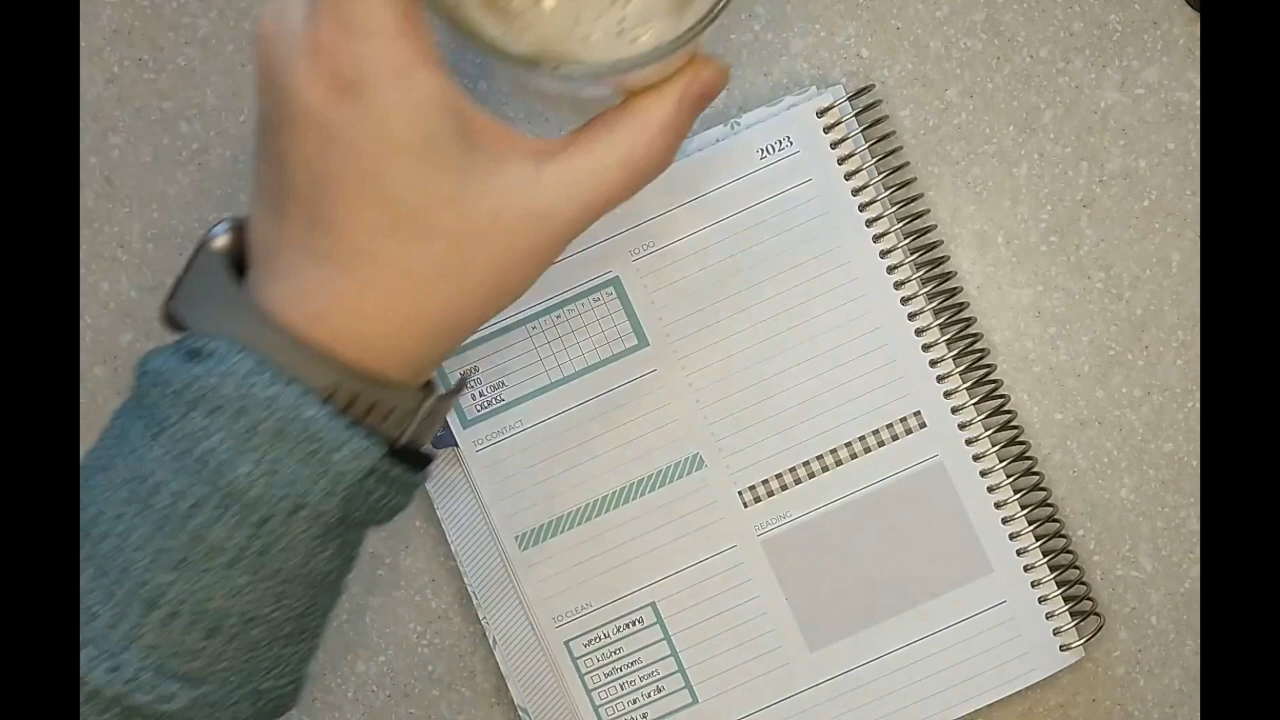 2023
TO DO
M T W Th F Sa Su
MOOD
KETO
0 ALCOHOL
EXERCISE
TO CONTACT
READING
TO CLEAN
weekly cleaning
kitchen
bathrooms
litter boxes
run furzilla
up